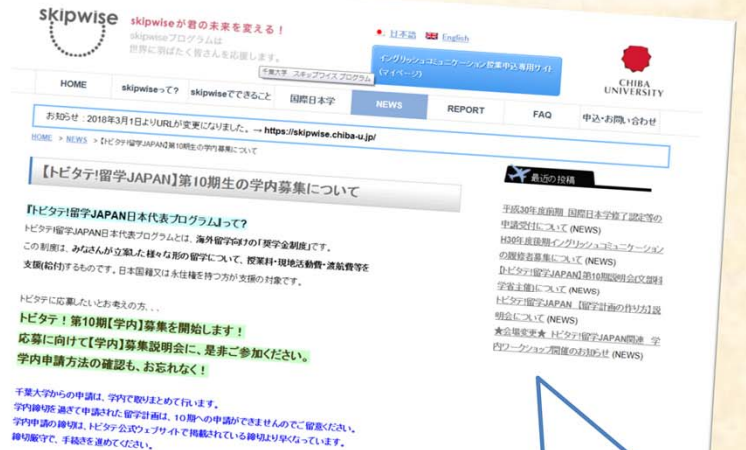 skipwise
skipwiseが君の未来を変える！
skipwiseプログラムは
世界に羽ばたく皆さんを応援します。
日本語 English
イングリッシュコミュニケーション授業申込専用サイト
(マイページ)
千葉大学 スキップワイズ プログラム
CHIBA
UNIVERSITY
HOME skipwiseって? skipwiseでできること 国際日本学 NEWS REPORT FAQ 申込・お問い合わせ
お知らせ：2018年3月1日よりURLが変更になりました。→ https://skipwise.chiba-u.jp/
HOME > NEWS > 【トビタテ!留学JAPAN】第10期生の学内募集について
【トビタテ!留学JAPAN】第10期生の学内募集について
『トビタテ!留学JAPAN日本代表プログラム』って?
トビタテ!留学JAPAN日本代表プログラムとは、海外留学向けの「奨学金制度」です。
この制度は、みなさんが立案した様々な形の留学について、授業料・現地活動費・渡航費等を
支援(給付)するものです。日本国籍又は永住権を持つ方が支援の対象です。
トビタテに応募したいとお考えの方、. .
トビタテ！第10期【学内】募集を開始します！
応募に向けて【学内】募集説明会に、是非ご参加ください。
学内申請方法の確認も、お忘れなく！
千葉大学からの申請は、学内で取りまとめて行います。
学内締切を過ぎて申請された留学計画は、10期への申請ができませんのでご留意ください。
学内申請の締切は、トビタテ公式ウェブサイトで掲載されている締切より早くなっています。
締切厳守で、手続きを進めてください。
最近の投稿
平成30年度前期 国際日本学修了認定等の
申請受付について (NEWS)
H30年度後期イングリッシュコミュニケーション
の履修者募集について (NEWS)
【トビタテ!留学JAPAN】第10期説明会(文部科
学省主催)について (NEWS)
トビタテ!留学JAPAN 【留学計画の作り方】説
明会について (NEWS)
★会場変更★ トビタテ!留学JAPAN関連 学
内ワークショップ開催のお知らせ (NEWS)